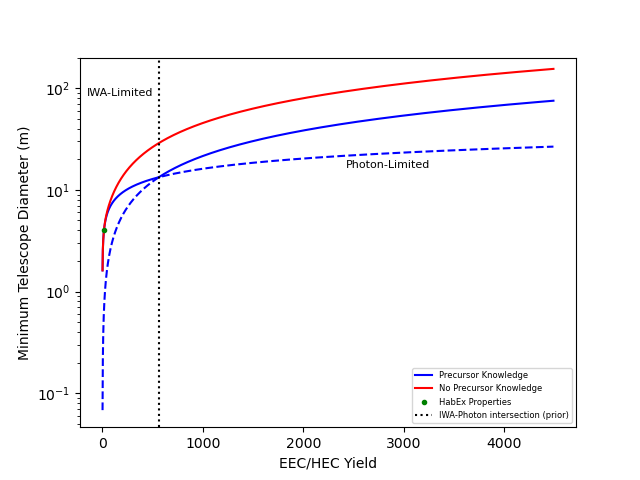 IWA-Limited
Photon-Limited
10²
10¹
10⁰
10⁻¹
Minimum Telescope Diameter (m)
0 1000 2000 3000 4000
EEC/HEC Yield
Precursor Knowledge
No Precursor Knowledge
HabEx Properties
IWA-Photon intersection (prior)